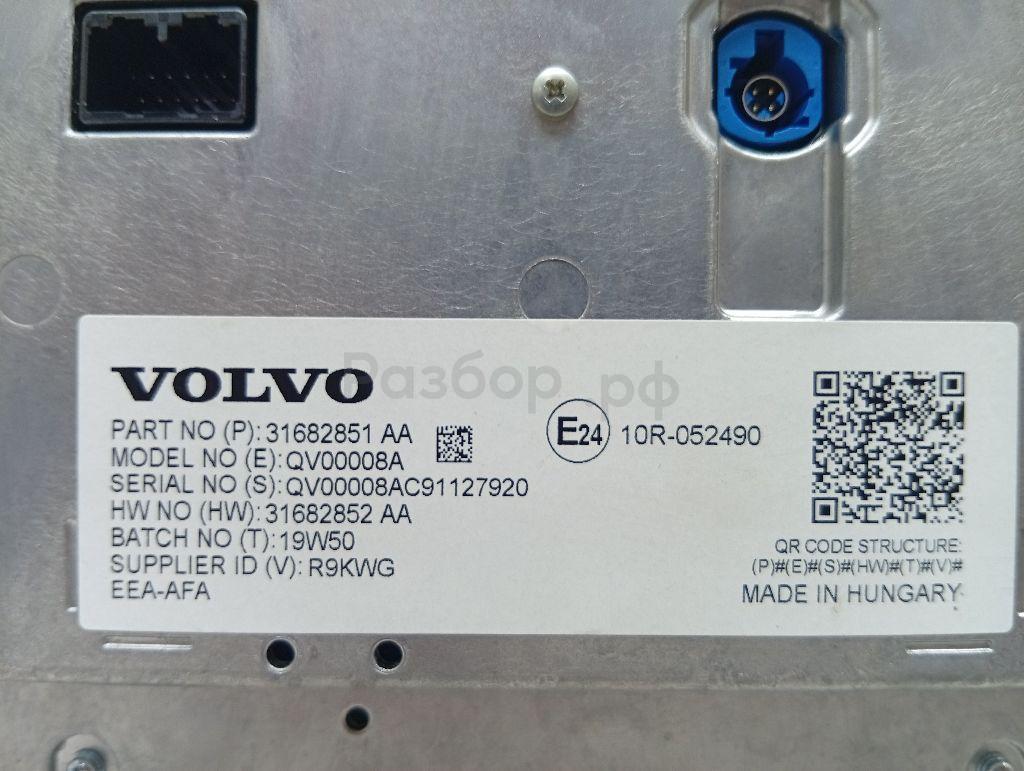 VOLVO
Разбор.рф
PART NO (P): 31682851 AA
MODEL NO (E): QV00008A
SERIAL NO (S): QV00008AC91127920
HW NO (HW): 31682852 AA
BATCH NO (T): 19W50
SUPPLIER ID (V): R9KWG
EEA-AFA
E24 10R-052490
QR CODE STRUCTURE:
(P)#(E)#(S)#(HW)#(T)#(V)#
MADE IN HUNGARY